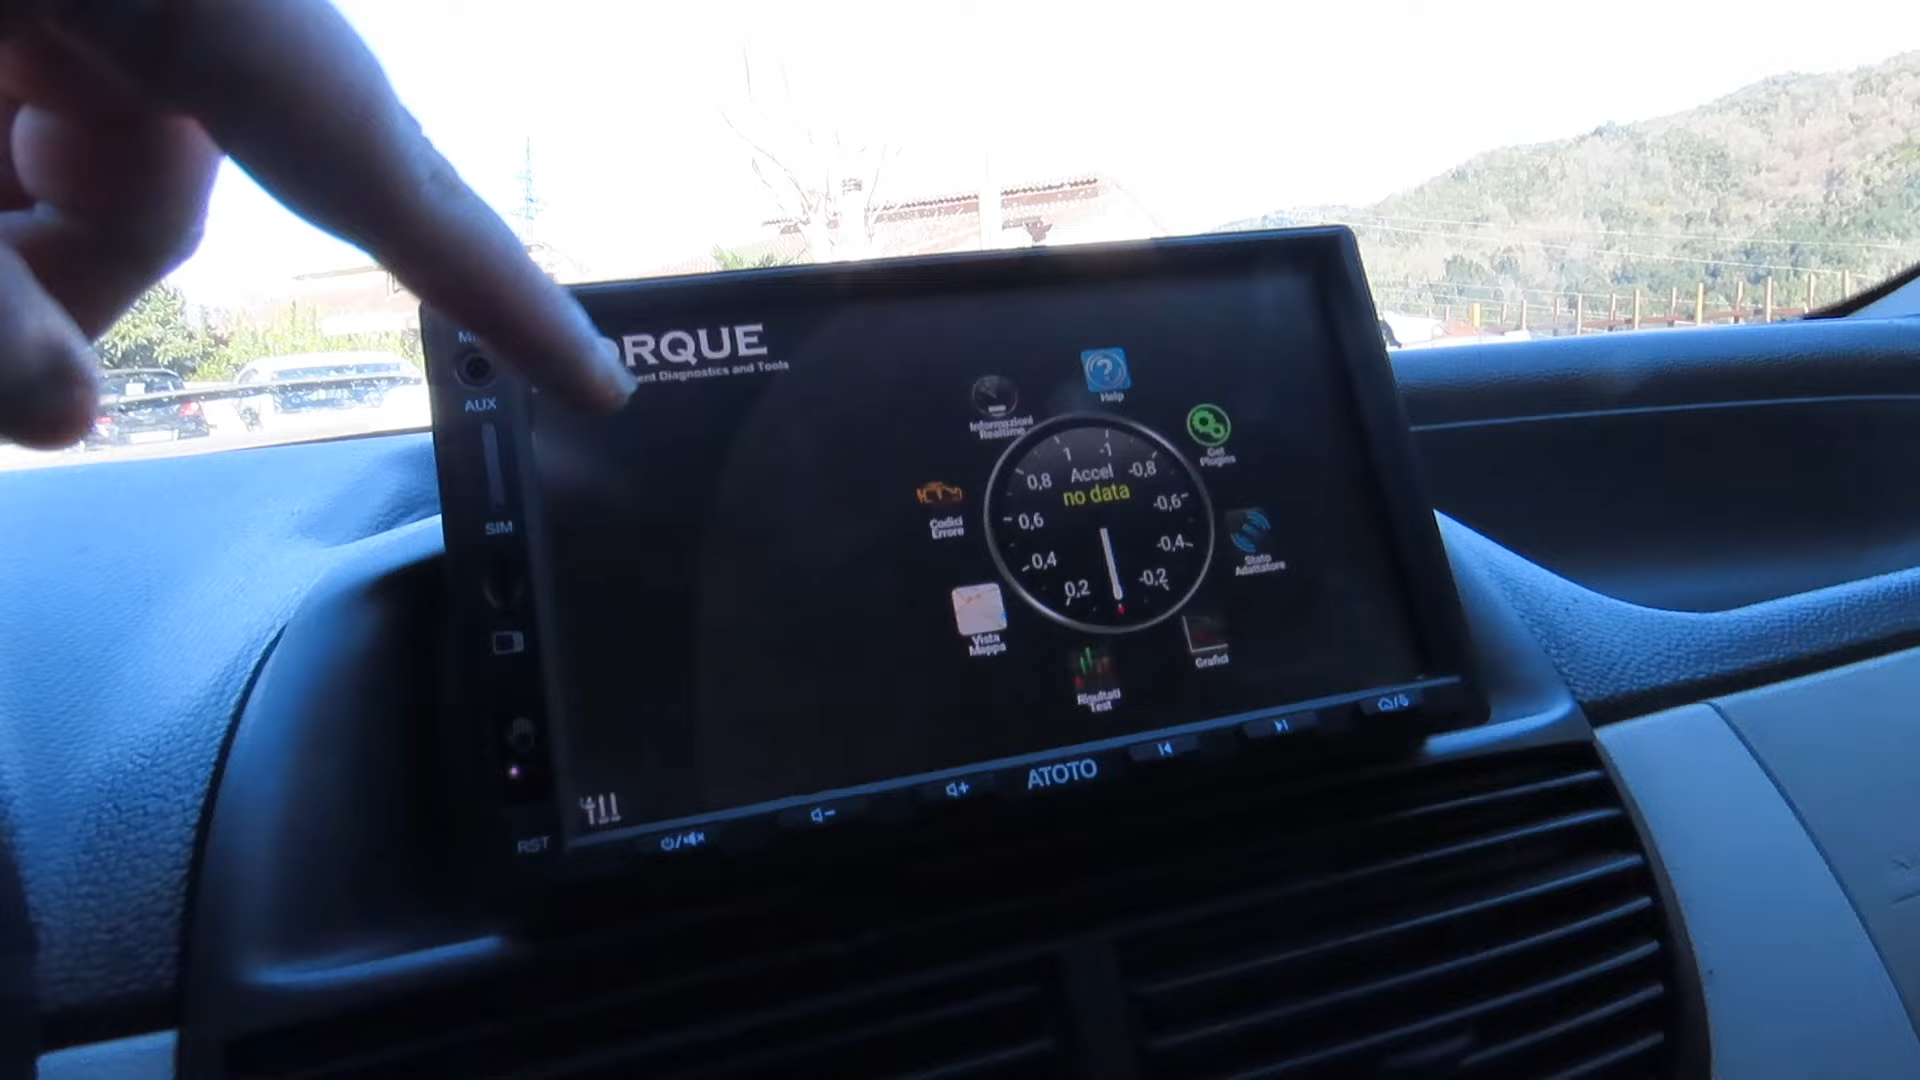 ORQUE
ent Diagnostics and Tools
AUX
SIM
RST
Help
Informazioni
Realtime
Get
Plugins
Codici
Errore
Accel
no data
1
-1
0,8
-0,8
0,6
-0,6
0,4
-0,4
0,2
-0,2
Stato
Adattatore
Vista
Mappa
Grafici
Risultati
Test
ATOTO